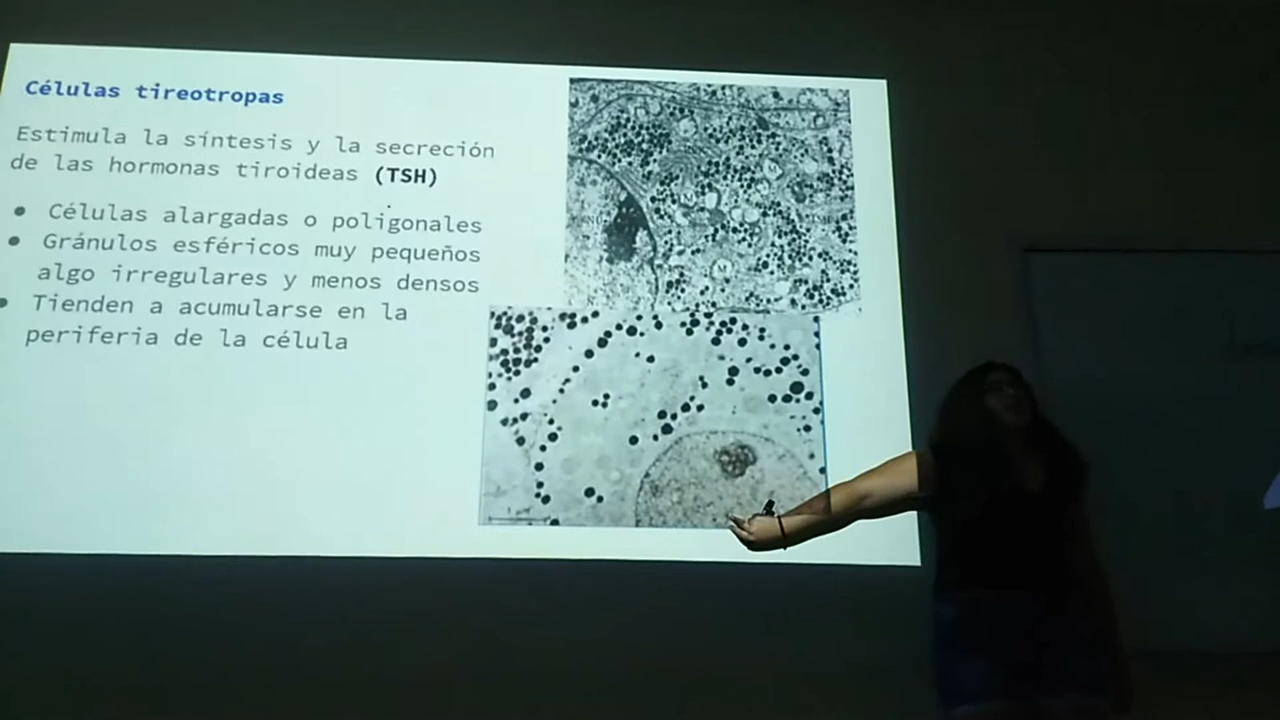 Células tireotropas
Estimula la síntesis y la secreción
de las hormonas tiroideas (TSH)
● Células alargadas o poligonales
● Gránulos esféricos muy pequeños
algo irregulares y menos densos
● Tienden a acumularse en la
periferia de la célula
M
M